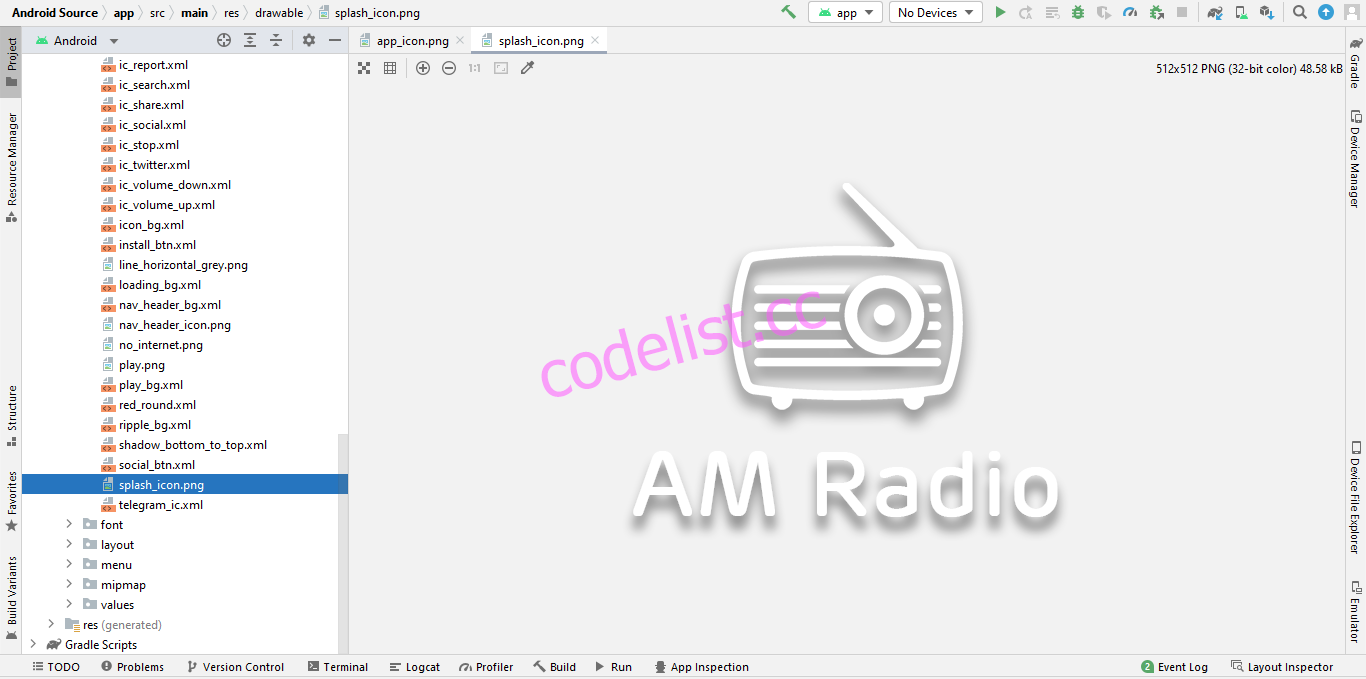 Android Source app src main res drawable splash_icon.png
app No Devices
Android
app_icon.png splash_icon.png
512x512 PNG (32-bit color) 48.58 kB
1:1
Project
Resource Manager
Structure
Favorites
Build Variants
ic_report.xml
ic_search.xml
ic_share.xml
ic_social.xml
ic_stop.xml
ic_twitter.xml
ic_volume_down.xml
ic_volume_up.xml
icon_bg.xml
install_btn.xml
line_horizontal_grey.png
loading_bg.xml
nav_header_bg.xml
nav_header_icon.png
no_internet.png
play.png
play_bg.xml
red_round.xml
ripple_bg.xml
shadow_bottom_to_top.xml
social_btn.xml
splash_icon.png
telegram_ic.xml
font
layout
menu
mipmap
values
res (generated)
Gradle Scripts
codelist.cc
AM Radio
Gradle
Device Manager
Device File Explorer
Emulator
TODO Problems Version Control Terminal Logcat Profiler Build Run App Inspection 2 Event Log Layout Inspector